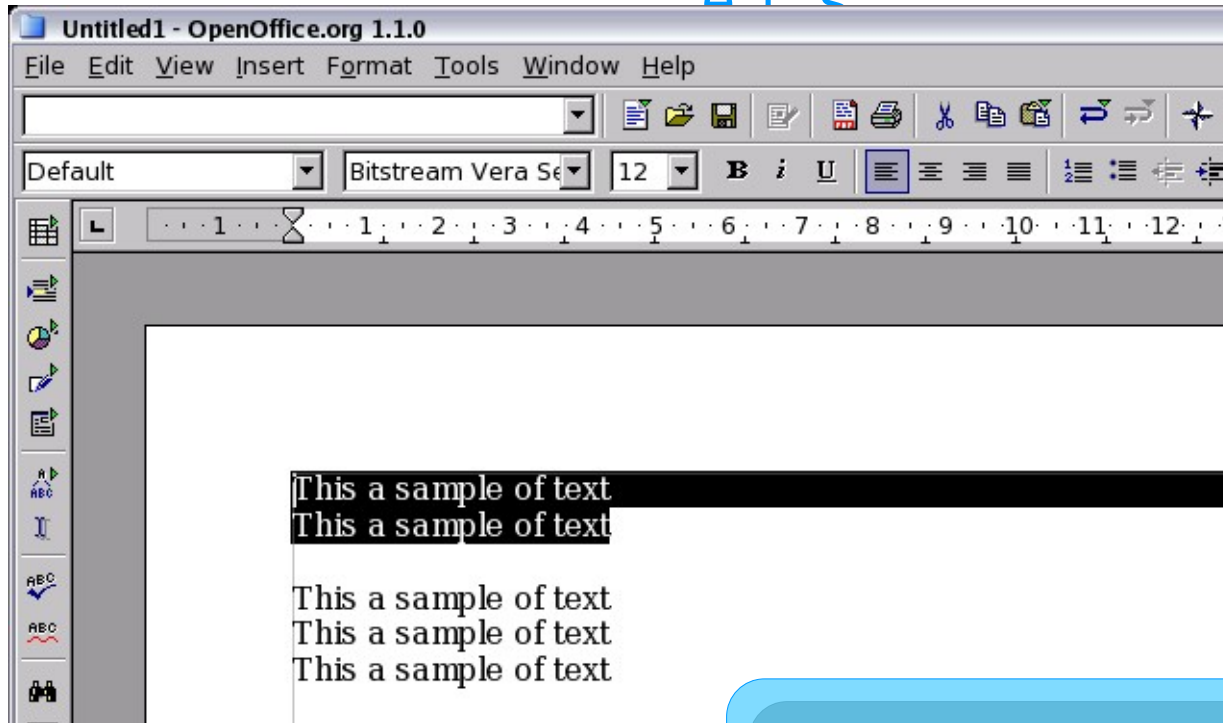 Untitled1 - OpenOffice.org 1.1.0
File Edit View Insert Format Tools Window Help
Default Bitstream Vera Se 12 B i U
1 1 2 3 4 5 6 7 8 9 10 11 12
This a sample of text
This a sample of text
This a sample of text
This a sample of text
This a sample of text